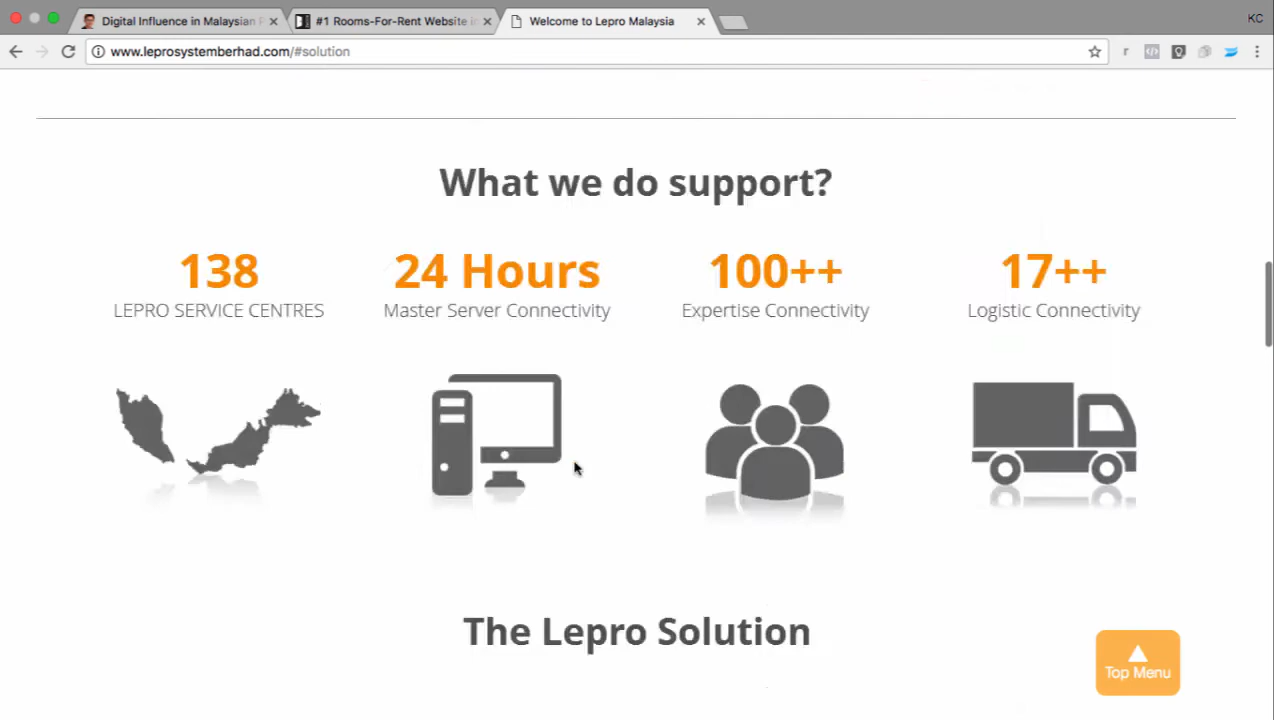 Digital Influence in Malaysian P
#1 Rooms-For-Rent Website in
Welcome to Lepro Malaysia
KC
www.leprosystemberhad.com/#solution
r
What we do support?
138
24 Hours
100++
17++
LEPRO SERVICE CENTRES
Master Server Connectivity
Expertise Connectivity
Logistic Connectivity
The Lepro Solution
Top Menu